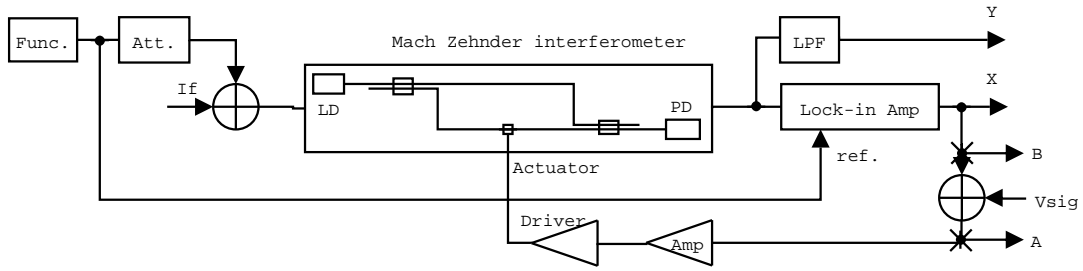 Y
Func.
Att.
Mach Zehnder interferometer
LPF
If
LD
PD
X
Lock-in Amp
Actuator
ref.
B
Vsig
Driver
Amp
A